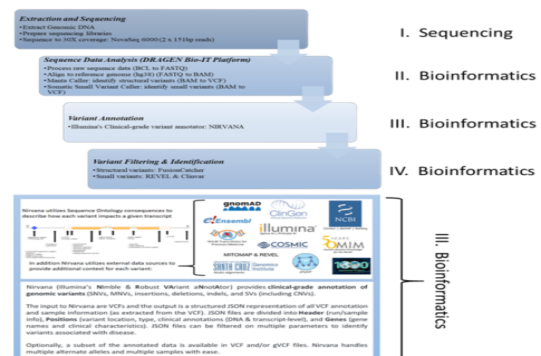 Extraction and Sequencing
•Extract Genomic DNA
•Prepare sequencing libraries
•Sequence to 30X coverage: NovaSeq 6000 (2 x 151bp reads)
I. Sequencing
Sequence Data Analysis (DRAGEN Bio-IT Platform)
•Process raw sequence data (BCL to FASTQ)
•Align to reference genome (hg38) (FASTQ to BAM)
•Manta Caller: identify structural variants (BAM to VCF)
•Somatic Small Variant Caller: identify small variants (BAM to
VCF)
II. Bioinformatics
Variant Annotation
•Illumina's Clinical-grade variant annotator: NIRVANA
III. Bioinformatics
Variant Filtering & Identification
•Structural variants: FusionCatcher
•Small variants: REVEL & Clinvar
IV. Bioinformatics
Nirvana utilizes Sequence Ontology consequences to
describe how each variant impacts a given transcript
In addition Nirvana utilizes external data sources to
provide additional context for each variant:
gnomAD
ClinGen
NCBI
e!Ensembl
illumina
COSMIC
OMIM
MITOMAP & REVEL
SANTA CRUZ
Genomics
Institute
1000
III. Bioinformatics
Nirvana (Illumina's Nimble & Robust VAriant aNnotAtor) provides clinical-grade annotation of
genomic variants (SNVs, MNVs, insertions, deletions, indels, and SVs (including CNVs).
The input to Nirvana are VCFs and the output is a structured JSON representation of all VCF annotation
and sample information (as extracted from the VCF). JSON files are divided into Header (run/sample
info), Positions (variant location, type, clinical annotations (DNA & transcript-level), and Genes (gene
names and clinical characteristics). JSON files can be filtered on multiple parameters to identify
variants associated with disease.
Optionally, a subset of the annotated data is available in VCF and/or gVCF files. Nirvana handles
multiple alternate alleles and multiple samples with ease.